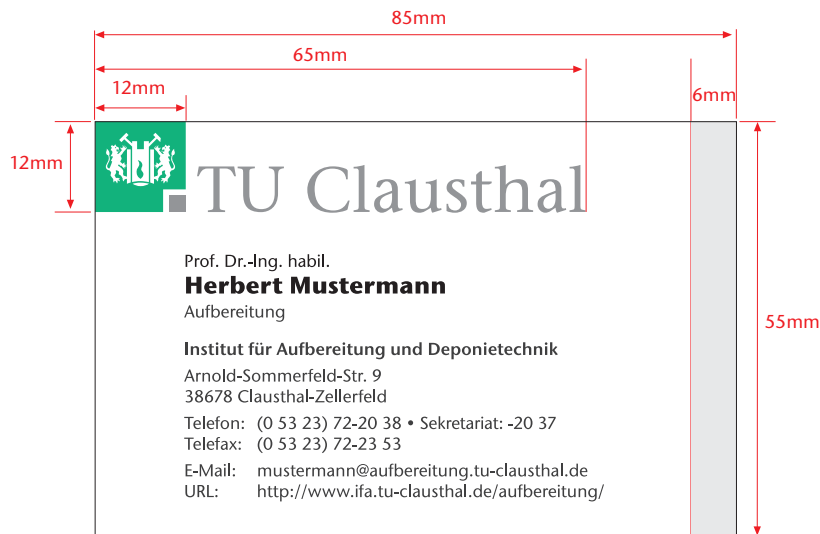 85mm
65mm
12mm
6mm
12mm
TU Clausthal
Prof. Dr.-Ing. habil.
Herbert Mustermann
Aufbereitung
55mm
Institut für Aufbereitung und Deponietechnik
Arnold-Sommerfeld-Str. 9
38678 Clausthal-Zellerfeld
Telefon: (0 53 23) 72-20 38 • Sekretariat: -20 37
Telefax: (0 53 23) 72-23 53
E-Mail: mustermann@aufbereitung.tu-clausthal.de
URL: http://www.ifa.tu-clausthal.de/aufbereitung/